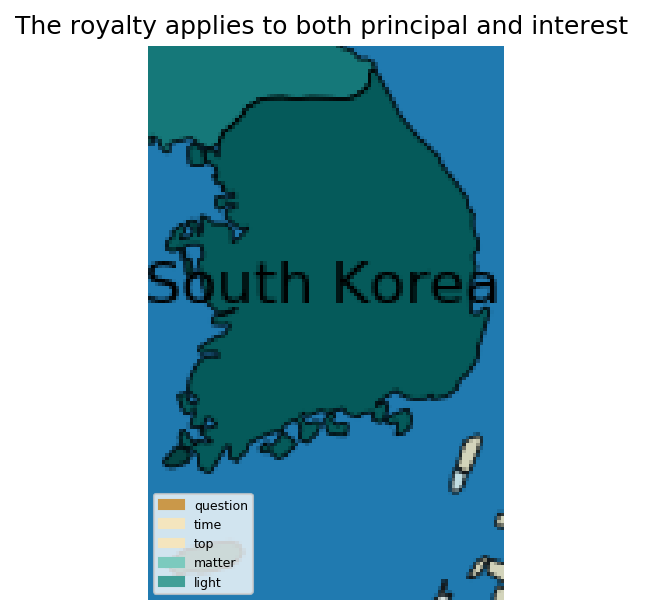 The royalty applies to both principal and interest
South Korea
question
time
top
matter
light